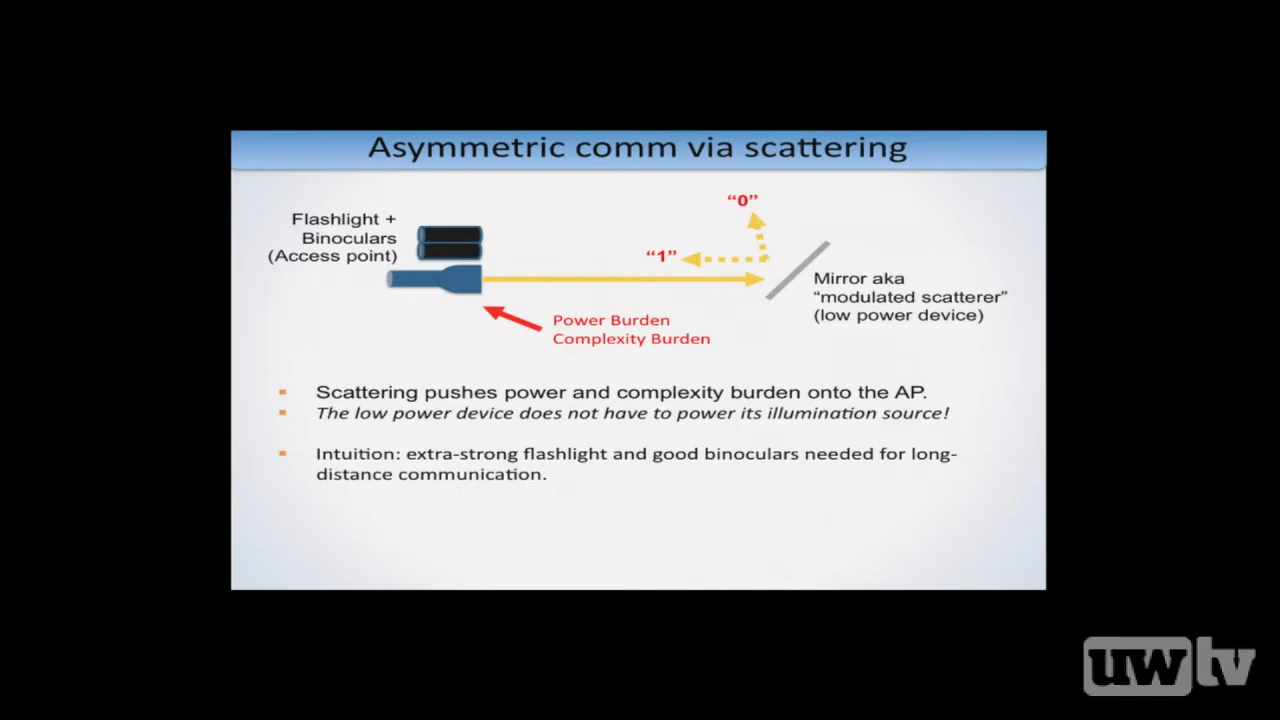 Asymmetric comm via scattering
Flashlight +
Binoculars
(Access point)
“0”
“1”
Mirror aka
“modulated scatterer”
(low power device)
Power Burden
Complexity Burden
Scattering pushes power and complexity burden onto the AP.
The low power device does not have to power its illumination source!
Intuition: extra-strong flashlight and good binoculars needed for long-
distance communication.
uwtv